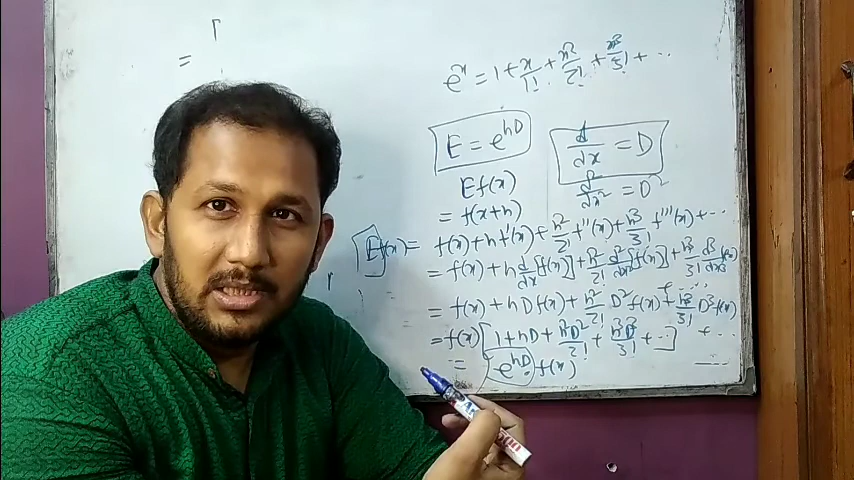 e^x = 1 + x/1! + x²/2! + x³/3! + ...
E = e^hD
d/dx = D
d²/dx² = D²
Ef(x)
= f(x+h)
Ef(x) = f(x) + h f'(x) + h²/2! f''(x) + h³/3! f'''(x) + ...
= f(x) + h d/dx [f(x)] + h²/2! d²/dx² [f(x)] + h³/3! d³/dx³ f(x)
= f(x) + h D f(x) + h²/2! D² f(x) + h³/3! D³ f(x)
+ ...
= f(x) [1 + hD + h²D²/2! + h³D³/3! + ...]
= e^hD f(x)